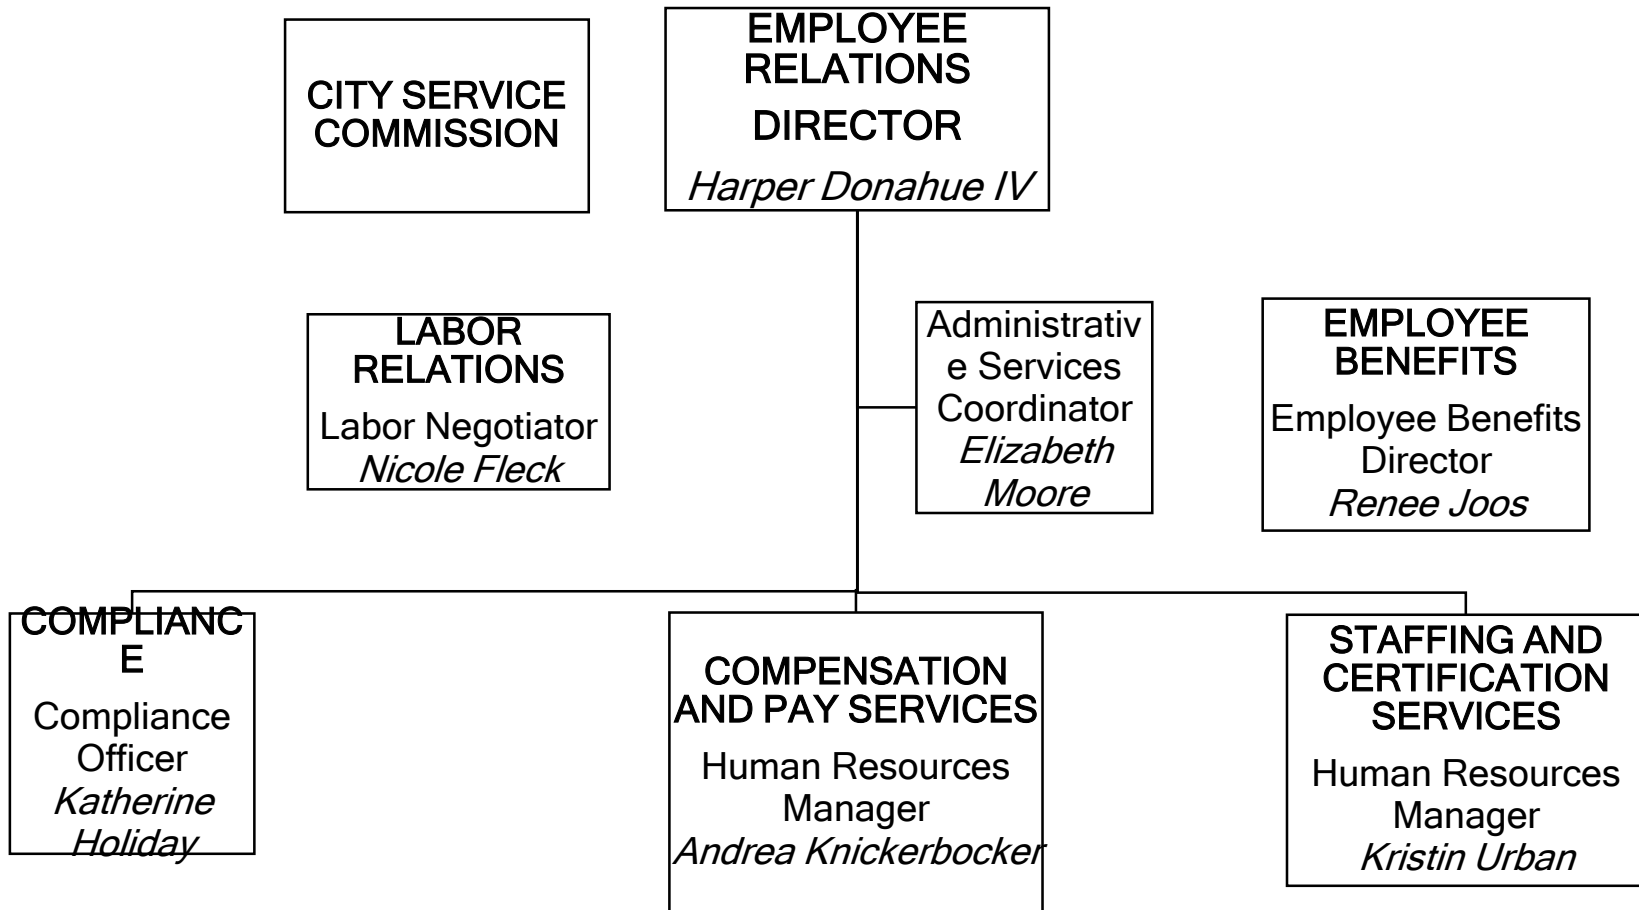 CITY SERVICE
COMMISSION
EMPLOYEE
RELATIONS
DIRECTOR
Harper Donahue IV
LABOR
RELATIONS
Labor Negotiator
Nicole Fleck
Administrativ
e Services
Coordinator
Elizabeth
Moore
EMPLOYEE
BENEFITS
Employee Benefits
Director
Renee Joos
COMPLIANC
E
Compliance
Officer
Katherine
Holiday
COMPENSATION
AND PAY SERVICES
Human Resources
Manager
Andrea Knickerbocker
STAFFING AND
CERTIFICATION
SERVICES
Human Resources
Manager
Kristin Urban